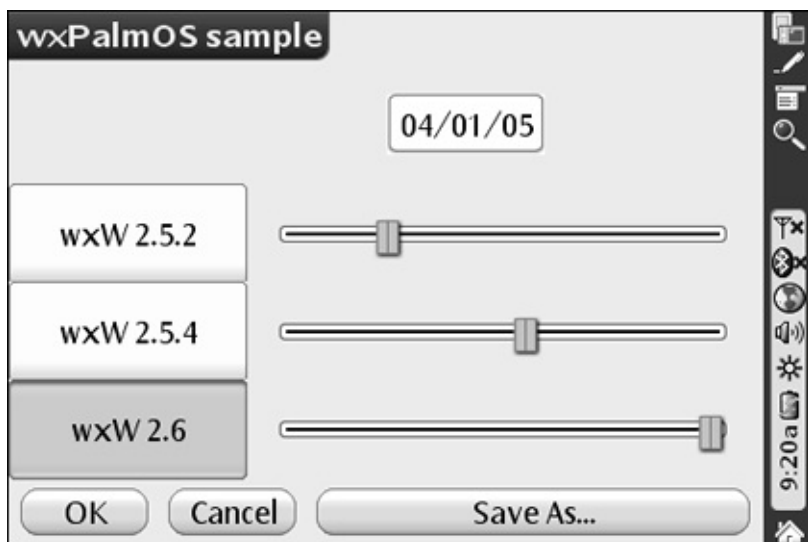 wxPalmOS sample
04/01/05
wxW 2.5.2
wxW 2.5.4
wxW 2.6
OK Cancel Save As...
9:20a